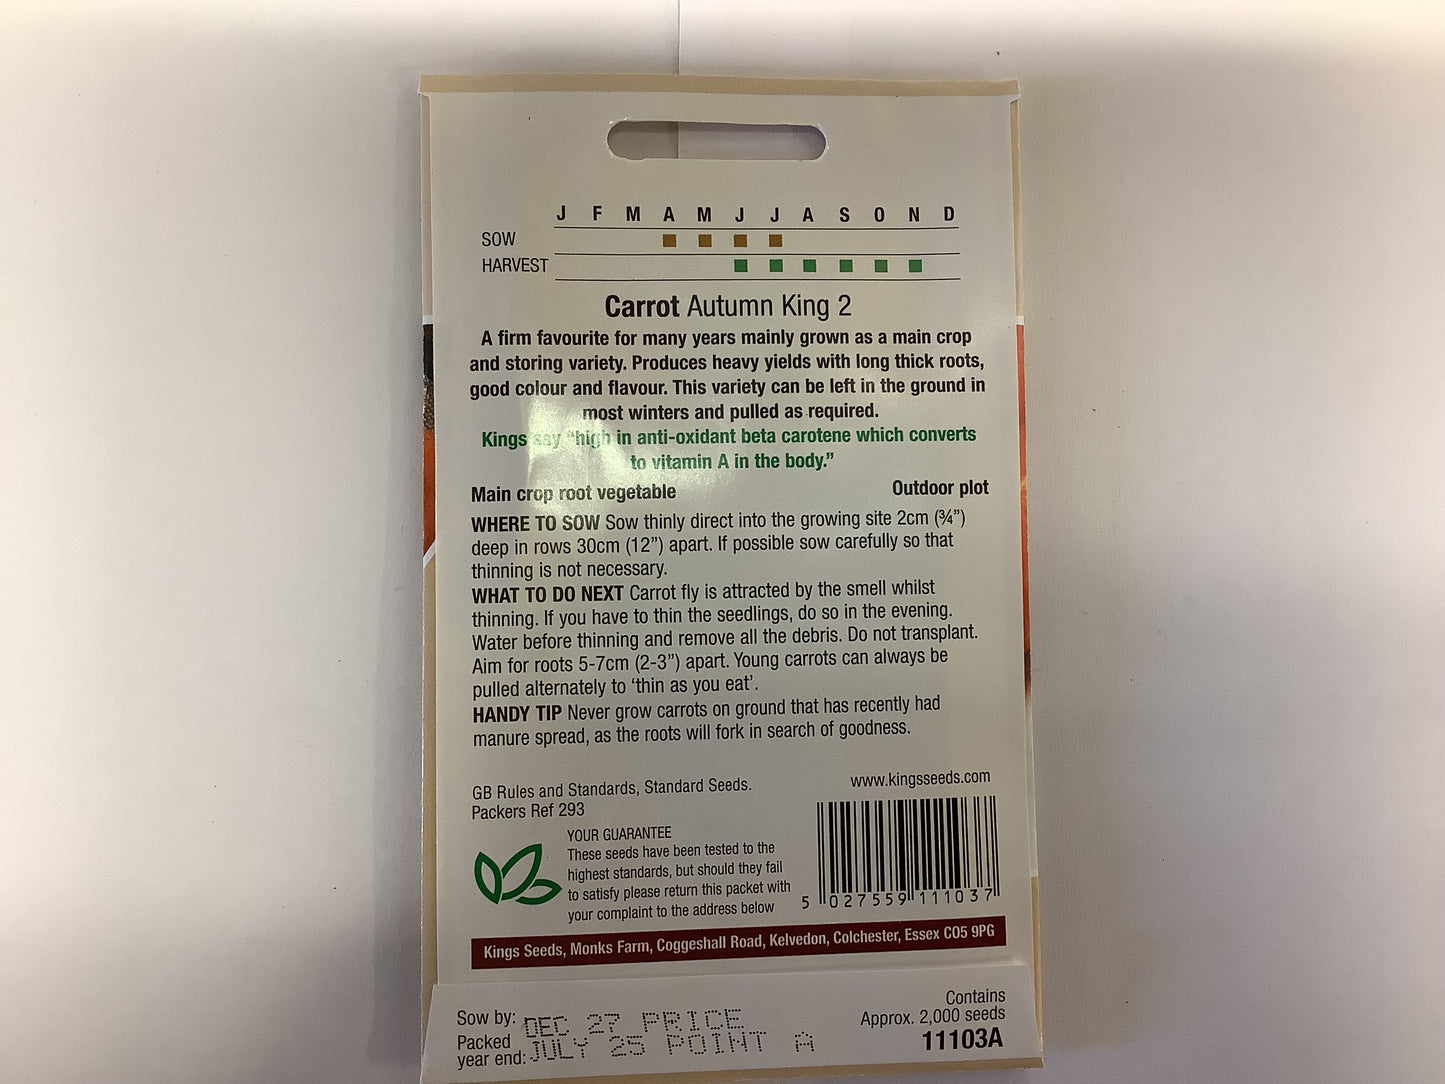 J F M A M J J A S O N D
SOW
HARVEST
Carrot Autumn King 2
A firm favourite for many years mainly grown as a main crop
and storing variety. Produces heavy yields with long thick roots,
good colour and flavour. This variety can be left in the ground in
most winters and pulled as required.
Kings say “high in anti-oxidant beta carotene which converts
to vitamin A in the body.”
Main crop root vegetable Outdoor plot
WHERE TO SOW Sow thinly direct into the growing site 2cm (¾”)
deep in rows 30cm (12”) apart. If possible sow carefully so that
thinning is not necessary.
WHAT TO DO NEXT Carrot fly is attracted by the smell whilst
thinning. If you have to thin the seedlings, do so in the evening.
Water before thinning and remove all the debris. Do not transplant.
Aim for roots 5-7cm (2-3”) apart. Young carrots can always be
pulled alternately to ‘thin as you eat’.
HANDY TIP Never grow carrots on ground that has recently had
manure spread, as the roots will fork in search of goodness.
GB Rules and Standards, Standard Seeds.
Packers Ref 293
www.kingsseeds.com
YOUR GUARANTEE
These seeds have been tested to the
highest standards, but should they fail
to satisfy please return this packet with
your complaint to the address below
5 027559 111037
Kings Seeds, Monks Farm, Coggeshall Road, Kelvedon, Colchester, Essex CO5 9PG
Sow by: DEC 27 PRICE
Packed
year end: JULY 25 POINT A
Contains
Approx. 2,000 seeds
11103A